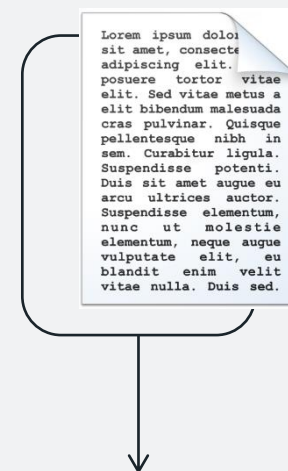 Lorem ipsum dolor
sit amet, consecte
adipiscing elit.
posuere tortor vitae
elit. Sed vitae metus a
elit bibendum malesuada
cras pulvinar. Quisque
pellentesque nibh in
sem. Curabitur ligula.
Suspendisse potenti.
Duis sit amet augue eu
arcu ultrices auctor.
Suspendisse elementum,
nunc ut molestie
elementum, neque augue
vulputate elit, eu
blandit enim velit
vitae nulla. Duis sed.